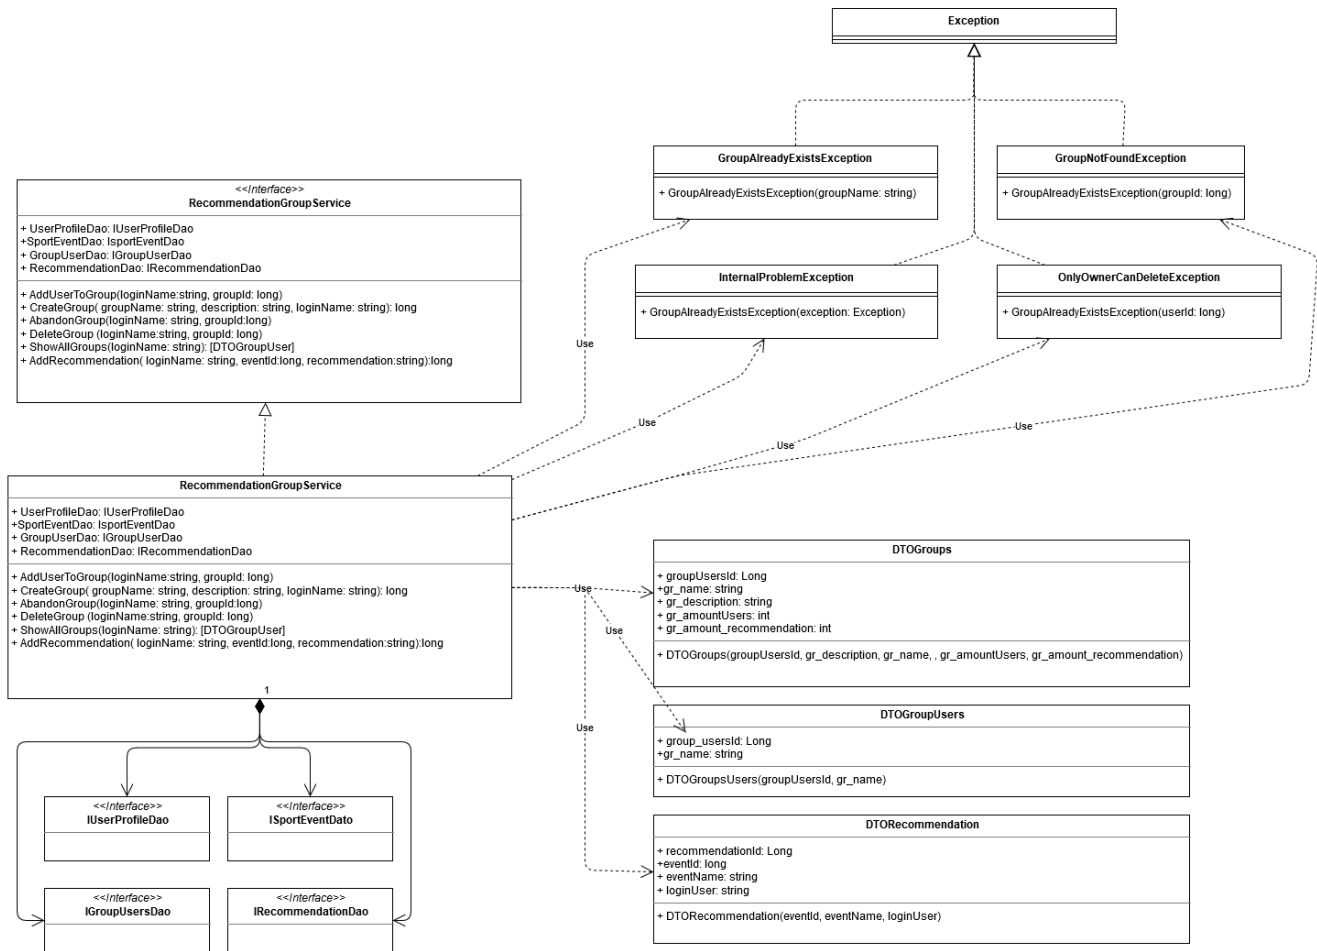 Exception
GroupAlreadyExistsException
+ GroupAlreadyExistsException(groupName: string)
GroupNotFoundException
+ GroupAlreadyExistsException(groupId: long)
<<Interface>>
RecommendationGroupService
+ UserProfileDao: IUserProfileDao
+SportEventDao: IsportEventDao
+ GroupUserDao: IGroupUserDao
+ RecommendationDao: IRecommendationDao
+ AddUserToGroup(loginName:string, groupId: long)
+ CreateGroup( groupName: string, description: string, loginName: string): long
+ AbandonGroup(loginName: string, groupId:long)
+ DeleteGroup (loginName:string, groupId: long)
+ ShowAllGroups(loginName: string): [DTOGroupUser]
+ AddRecommendation( loginName: string, eventId:long, recommendation:string):long
InternalProblemException
+ GroupAlreadyExistsException(exception: Exception)
OnlyOwnerCanDeleteException
+ GroupAlreadyExistsException(userId: long)
Use
Use
Use
Use
RecommendationGroupService
+ UserProfileDao: IUserProfileDao
+SportEventDao: IsportEventDao
+ GroupUserDao: IGroupUserDao
+ RecommendationDao: IRecommendationDao
+ AddUserToGroup(loginName:string, groupId: long)
+ CreateGroup( groupName: string, description: string, loginName: string): long
+ AbandonGroup(loginName: string, groupId:long)
+ DeleteGroup (loginName:string, groupId: long)
+ ShowAllGroups(loginName: string): [DTOGroupUser]
+ AddRecommendation( loginName: string, eventId:long, recommendation:string):long
1
Use
Use
Use
DTOGroups
+ groupUsersId: Long
+gr_name: string
+ gr_description: string
+ gr_amountUsers: int
+ gr_amount_recommendation: int
+ DTOGroups(groupUsersId, gr_description, gr_name, , gr_amountUsers, gr_amount_recommendation)
DTOGroupUsers
+ group_usersId: Long
+gr_name: string
+ DTOGroupsUsers(groupUsersId, gr_name)
DTORecommendation
+ recommendationId: Long
+eventId: long
+ eventName: string
+ loginUser: string
+ DTORecommendation(eventId, eventName, loginUser)
<<Interface>>
IUserProfileDao
<<Interface>>
ISportEventDato
<<Interface>>
IGroupUsersDao
<<Interface>>
IRecommendationDao